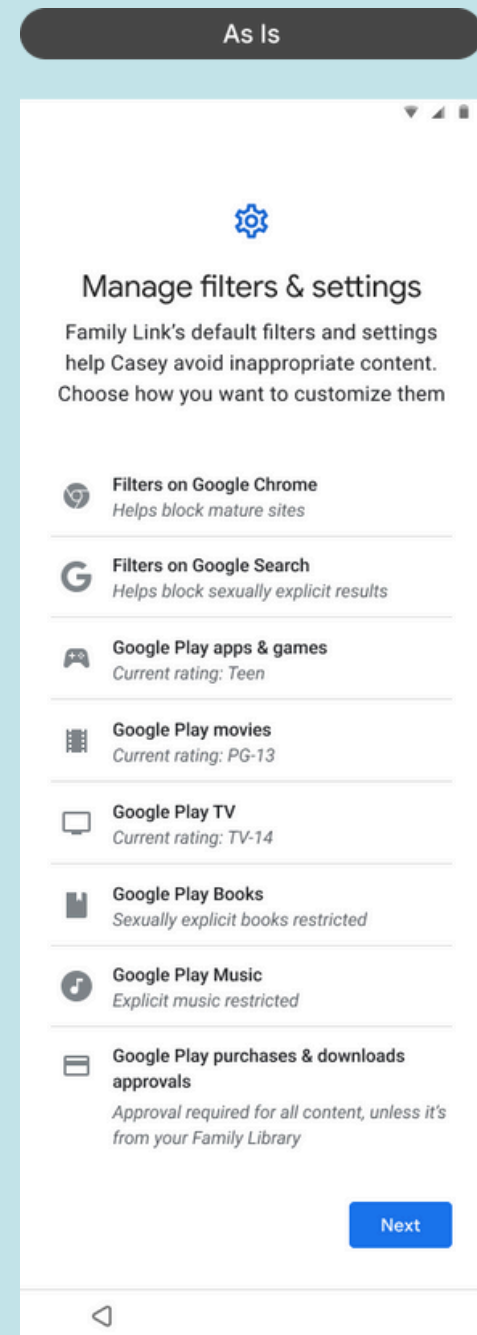 As Is
Manage filters & settings
Family Link's default filters and settings
help Casey avoid inappropriate content.
Choose how you want to customize them
Filters on Google Chrome
Helps block mature sites
Filters on Google Search
Helps block sexually explicit results
Google Play apps & games
Current rating: Teen
Google Play movies
Current rating: PG-13
Google Play TV
Current rating: TV-14
Google Play Books
Sexually explicit books restricted
Google Play Music
Explicit music restricted
Google Play purchases & downloads
approvals
Approval required for all content, unless it's
from your Family Library
Next